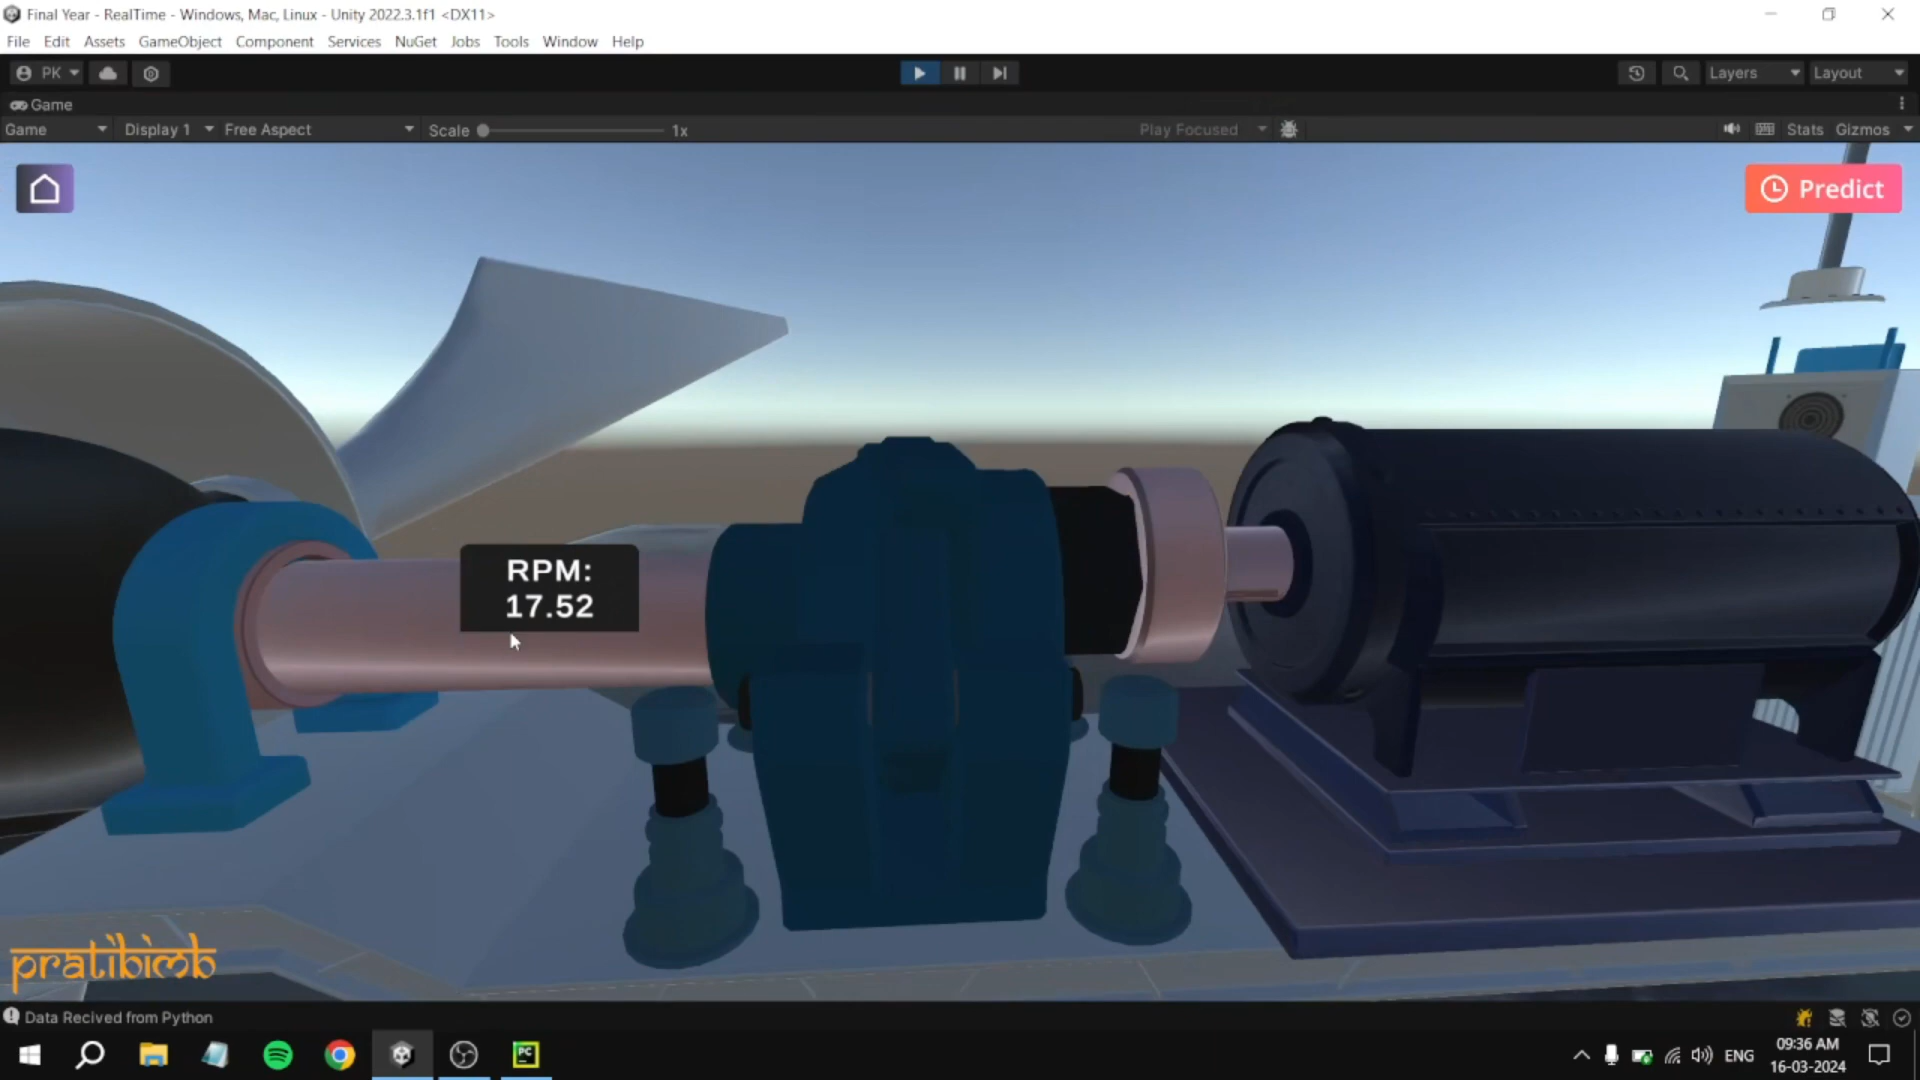 Final Year - RealTime - Windows, Mac, Linux - Unity 2022.3.1f1 <DX11>
File Edit Assets GameObject Component Services NuGet Jobs Tools Window Help
PK Layers Layout
Game
Game Display 1 Free Aspect Scale 1x Play Focused Stats Gizmos
Predict
RPM:
17.52
pratibimb
Data Recived from Python
PC
ENG
09:36 AM
16-03-2024